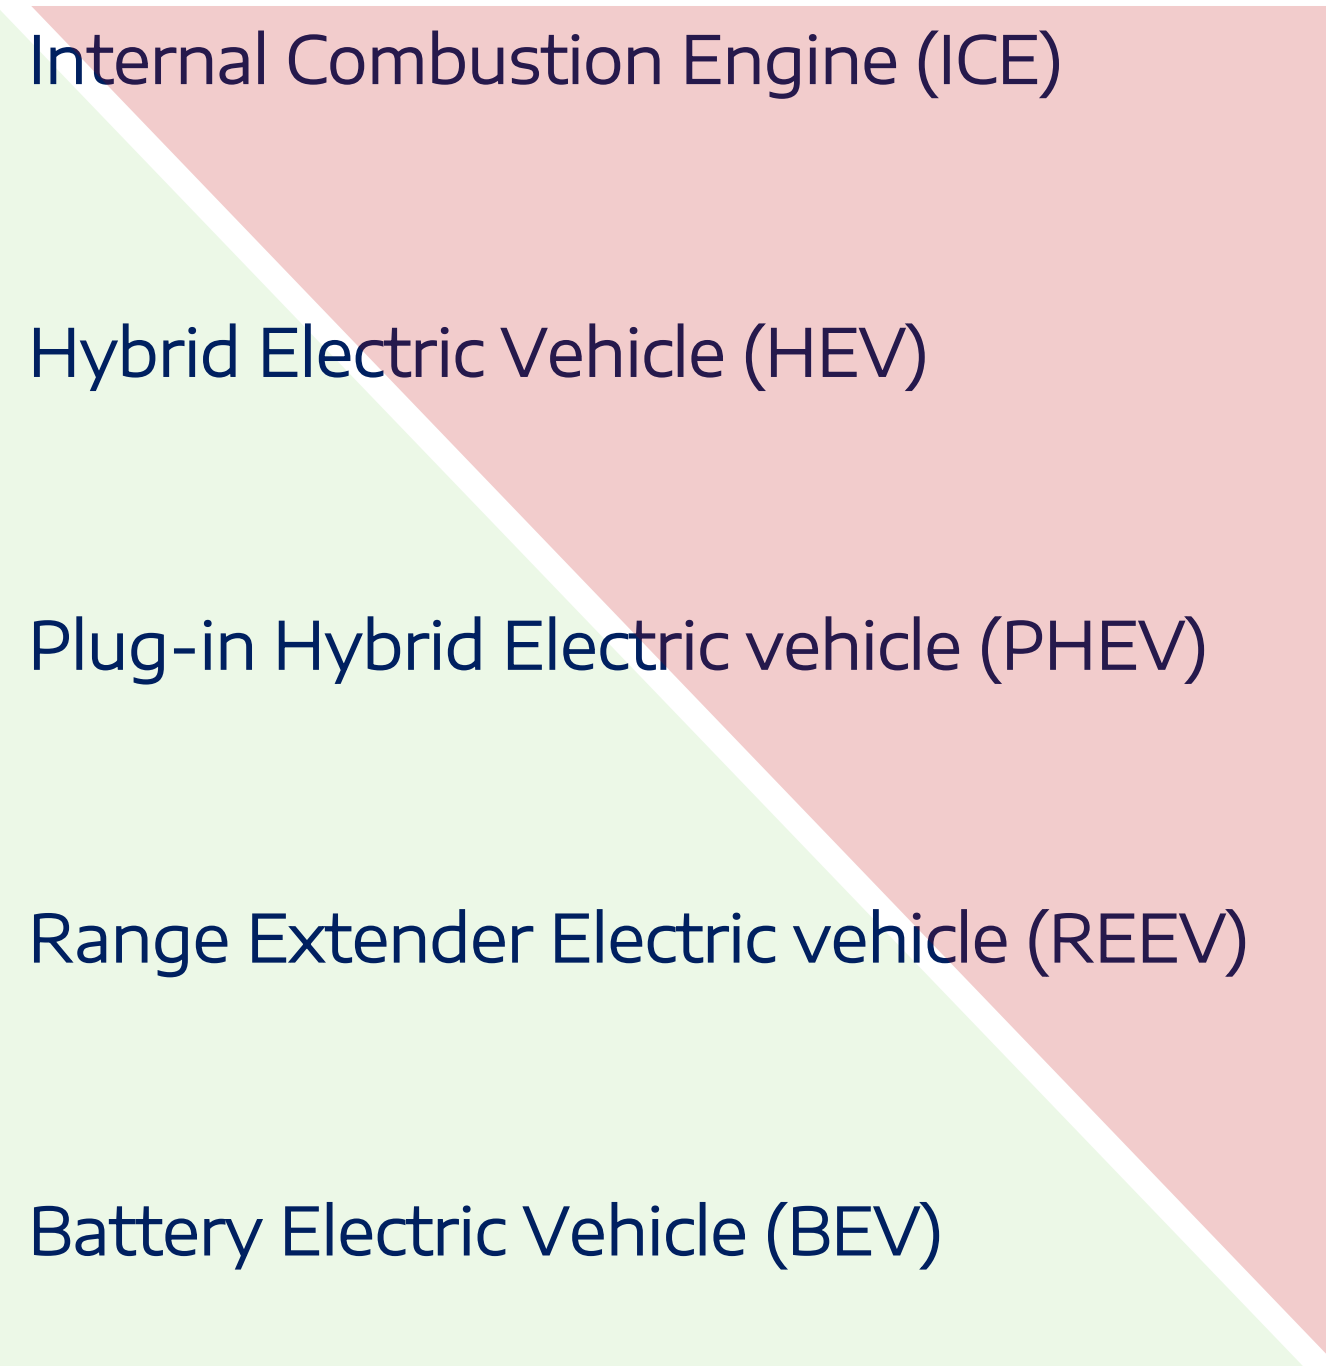 Internal Combustion Engine (ICE)
Hybrid Electric Vehicle (HEV)
Plug-in Hybrid Electric vehicle (PHEV)
Range Extender Electric vehicle (REEV)
Battery Electric Vehicle (BEV)